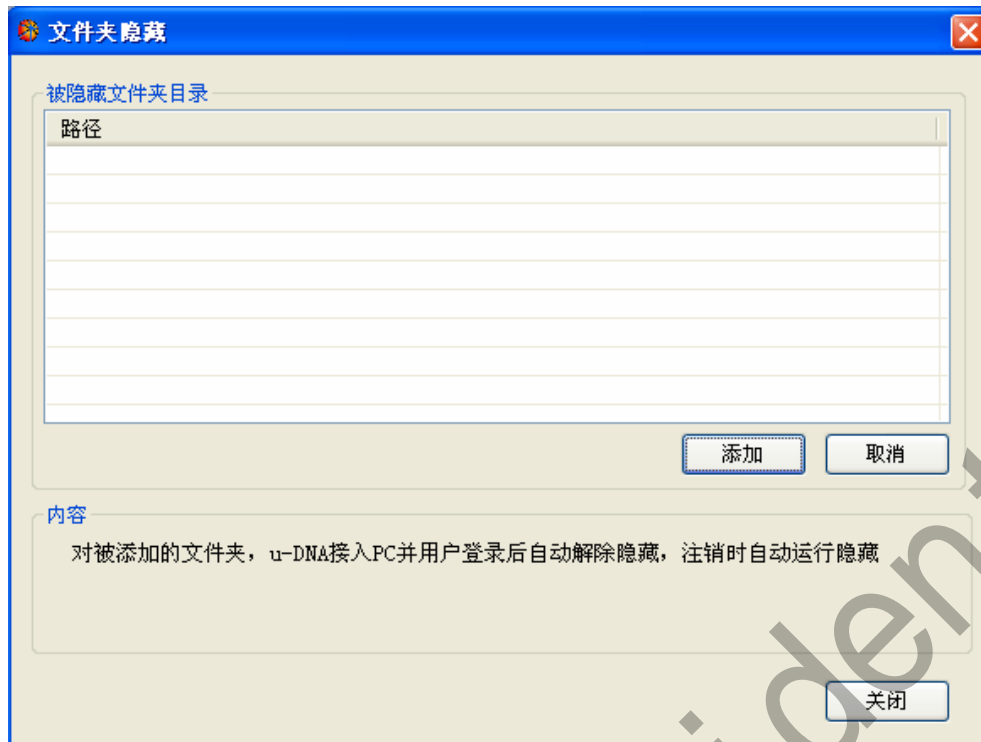 文件夹隐藏
被隐藏文件夹目录
路径
添加
取消
内容
对被添加的文件夹，u-DNA接入PC并用户登录后自动解除隐藏，注销时自动运行隐藏
关闭